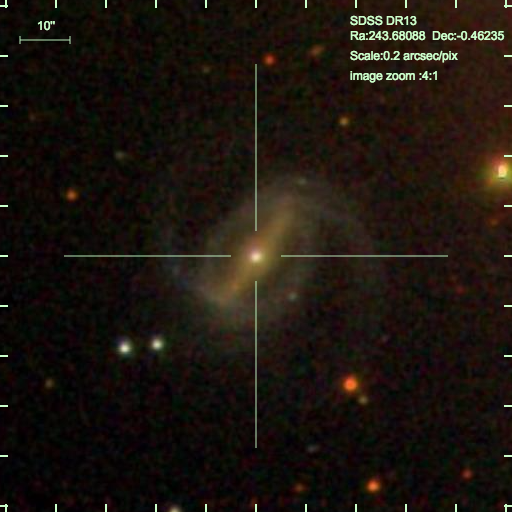 10"
SDSS DR13
Ra:243.68088 Dec:-0.46235
Scale:0.2 arcsec/pix
image zoom :4:1